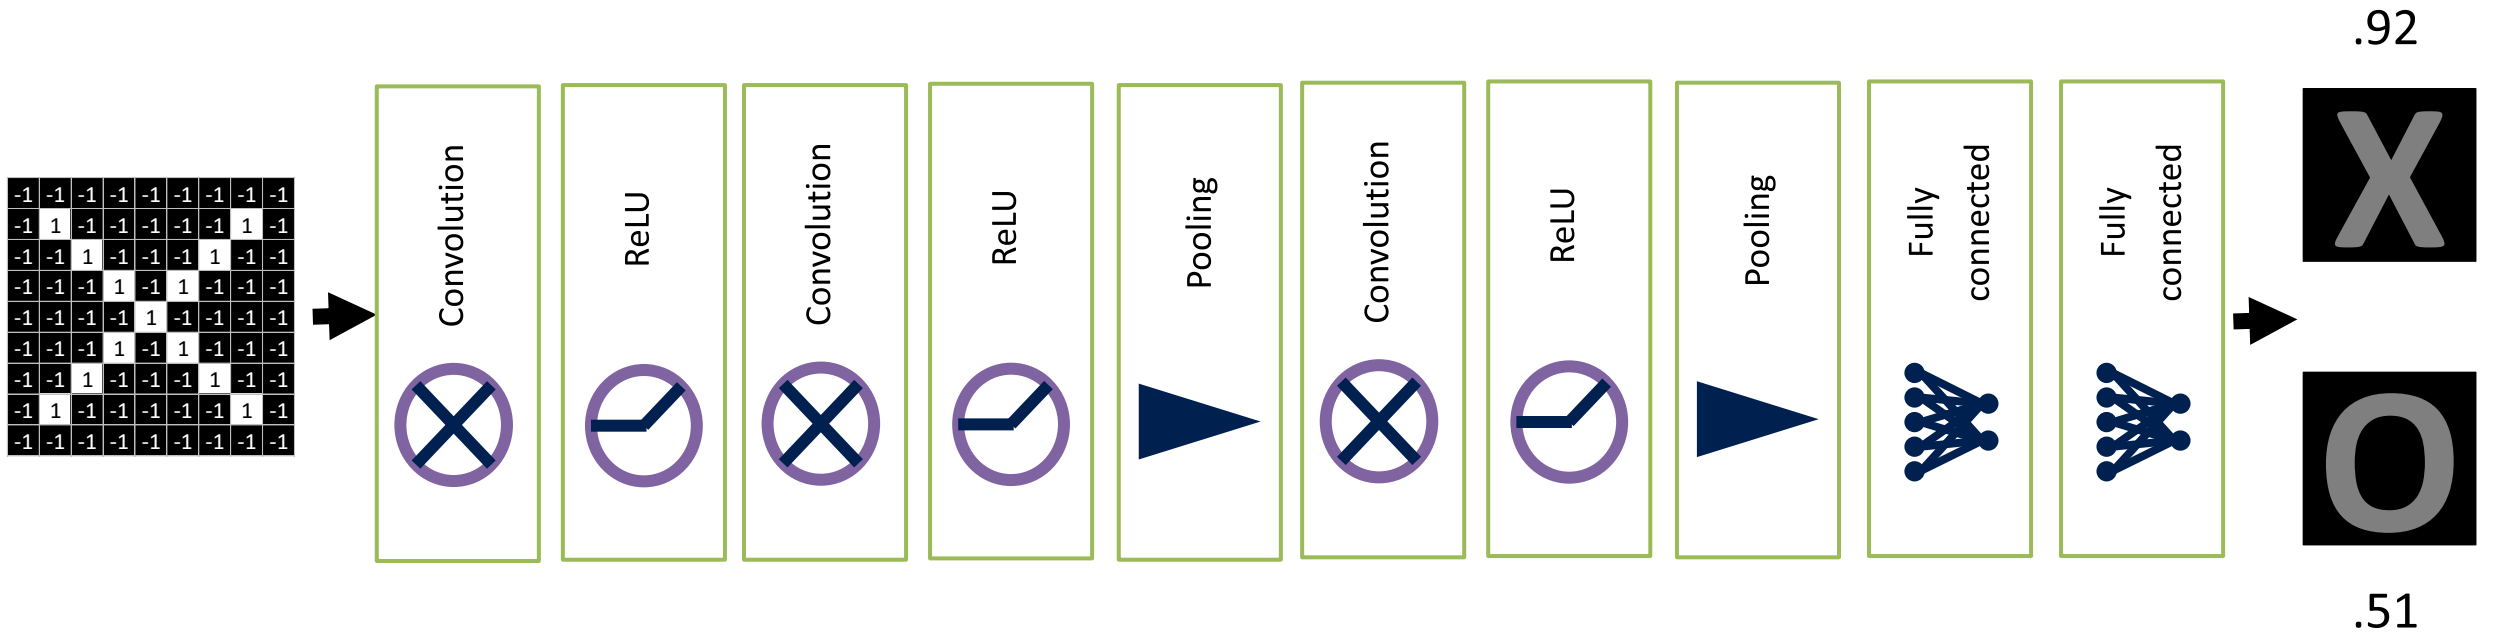 -1 -1 -1 -1 -1 -1 -1 -1 -1
-1 1 -1 -1 -1 -1 -1 1 -1
-1 -1 1 -1 -1 -1 1 -1 -1
-1 -1 -1 1 -1 1 -1 -1 -1
-1 -1 -1 -1 1 -1 -1 -1 -1
-1 -1 -1 1 -1 1 -1 -1 -1
-1 -1 1 -1 -1 -1 1 -1 -1
-1 1 -1 -1 -1 -1 -1 1 -1
-1 -1 -1 -1 -1 -1 -1 -1 -1
Convolution
ReLU
Convolution
ReLU
Pooling
Convolution
ReLU
Pooling
Fully
connected
Fully
connected
.92
X
O
.51